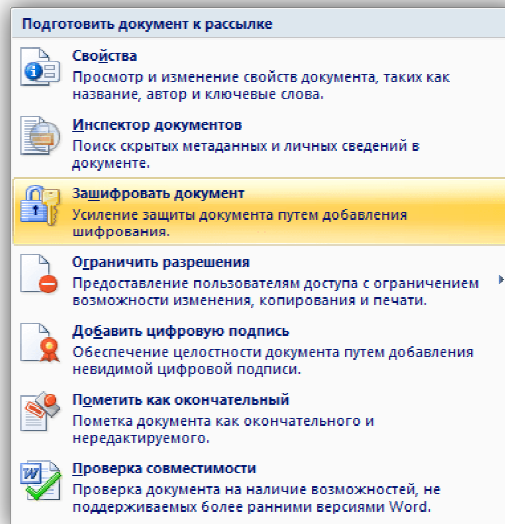 Подготовить документ к рассылке
Свойства
Просмотр и изменение свойств документа, таких как
название, автор и ключевые слова.
Инспектор документов
Поиск скрытых метаданных и личных сведений в
документе.
Зашифровать документ
Усиление защиты документа путем добавления
шифрования.
Ограничить разрешения
Предоставление пользователям доступа с ограничением
возможности изменения, копирования и печати.
Добавить цифровую подпись
Обеспечение целостности документа путем добавления
невидимой цифровой подписи.
Пометить как окончательный
Пометка документа как окончательного и
нередактируемого.
Проверка совместимости
Проверка документа на наличие возможностей, не
поддерживаемых более ранними версиями Word.